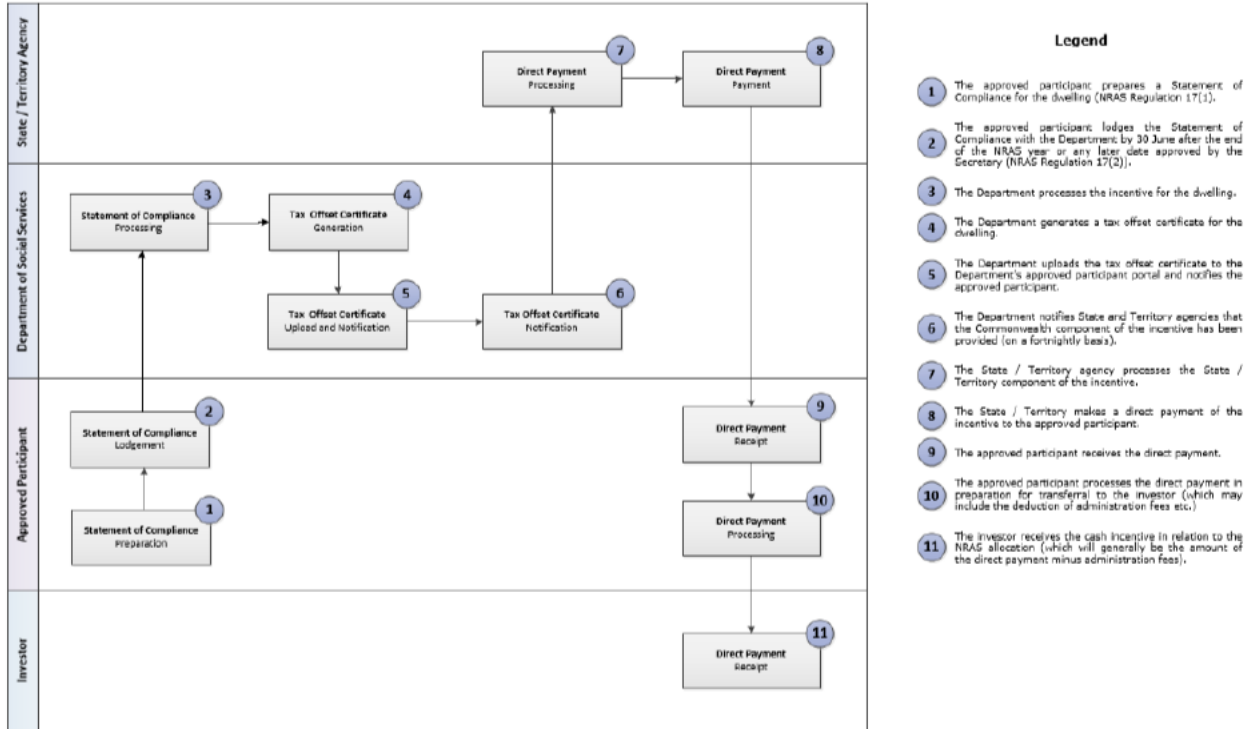 State / Territory Agency
7
Direct Payment
Processing
8
Direct Payment
Payment
Department of Social Services
3
Statement of Compliance
Processing
4
Tax Offset Certificate
Generation
5
Tax Offset Certificate
Upload and Notification
6
Tax Offset Certificate
Notification
Approved Participant
2
Statement of Compliance
Lodgement
1
Statement of Compliance
Preparation
9
Direct Payment
Receipt
10
Direct Payment
Processing
Investor
11
Direct Payment
Receipt
Legend
1
The approved participant prepares a Statement of
Compliance for the dwelling (NRAS Regulation 17(1).
2
The approved participant lodges the Statement of
Compliance with the Department by 30 June after the end
of the NRAS year or any later date approved by the
Secretary (NRAS Regulation 17(2)).
3
The Department processes the incentive for the dwelling.
4
The Department generates a tax offset certificate for the
dwelling.
5
The Department uploads the tax offset certificate to the
Department's approved participant portal and notifies the
approved participant.
6
The Department notifies State and Territory agencies that
the Commonwealth component of the incentive has been
provided (on a fortnightly basis).
7
The State / Territory agency processes the State /
Territory component of the incentive.
8
The State / Territory makes a direct payment of the
incentive to the approved participant.
9
The approved participant receives the direct payment.
10
The approved participant processes the direct payment in
preparation for transferral to the investor (which may
include the deduction of administration fees etc.)
11
The investor receives the cash incentive in relation to the
NRAS allocation (which will generally be the amount of
the direct payment minus administration fees).